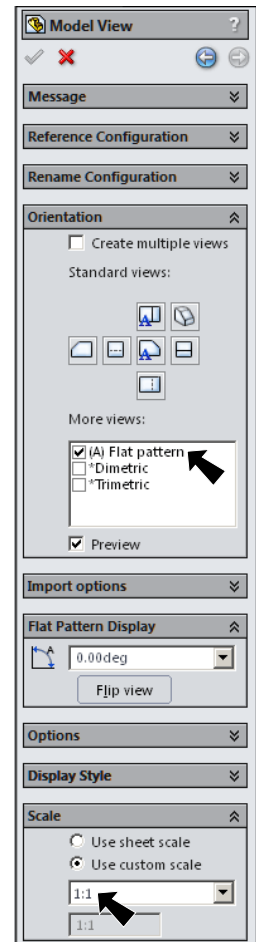 Model View ?
Message
Reference Configuration
Rename Configuration
Orientation
Create multiple views
Standard views:
A
A
More views:
(A) Flat pattern
*Dimetric
*Trimetric
Preview
Import options
Flat Pattern Display
A
0.00deg
Flip view
Options
Display Style
Scale
Use sheet scale
Use custom scale
1:1
1:1